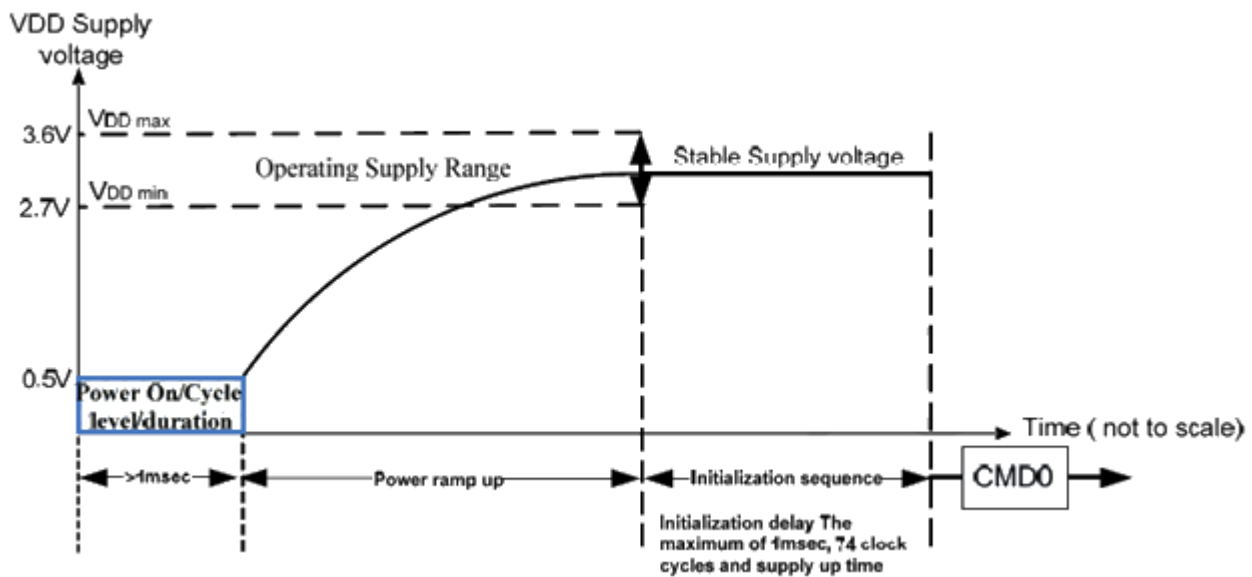 VDD Supply
voltage
3.6V
VDD max
Operating Supply Range
Stable Supply voltage
VDD min
2.7V
0.5V
Power On/Cycle
level/duration
Time ( not to scale)
>1msec
Power ramp up
Initialization sequence
CMD0
Initialization delay The
maximum of 1msec, 74 clock
cycles and supply up time